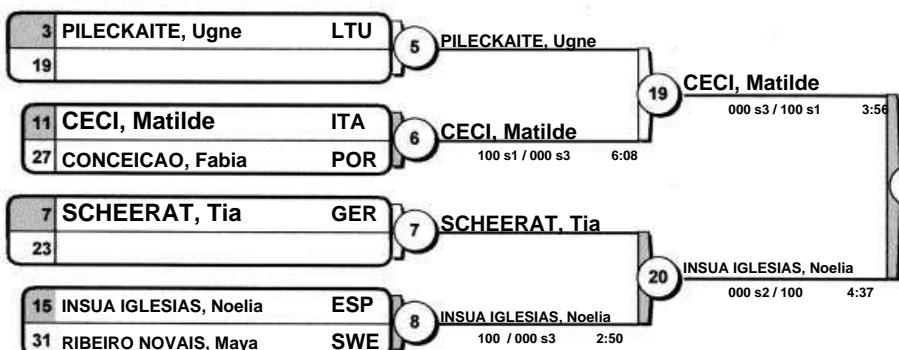 3 PILECKAITE, Ugne LTU
19
5
PILECKAITE, Ugne
11 CECI, Matilde ITA
27 CONCEICAO, Fabia POR
6
CECI, Matilde
100 s1 / 000 s3 6:08
19
CECI, Matilde
000 s3 / 100 s1 3:56
7 SCHEERAT, Tia GER
23
7
SCHEERAT, Tia
15 INSUA IGLESIAS, Noelia ESP
31 RIBEIRO NOVAIS, Maya SWE
8
INSUA IGLESIAS, Noelia
100 / 000 s3 2:50
20
INSUA IGLESIAS, Noelia
000 s2 / 100 4:37